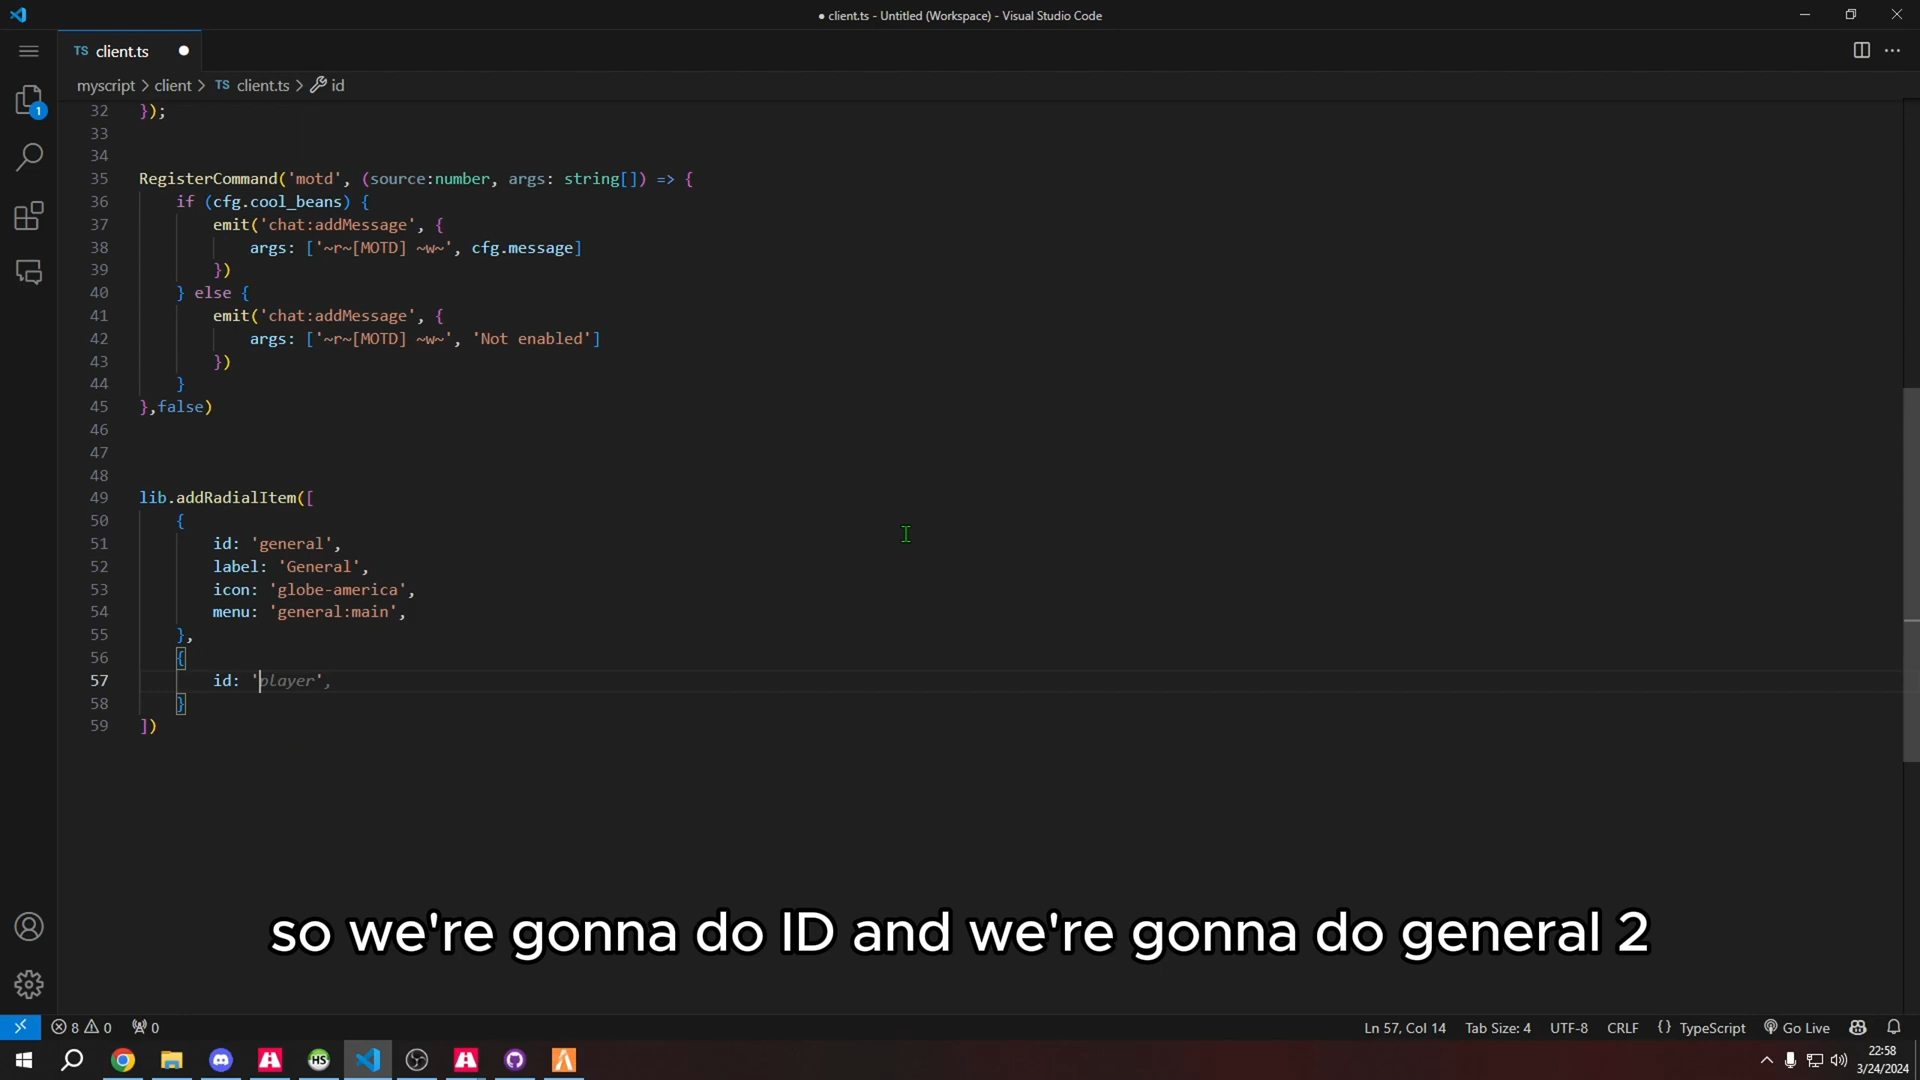 ● client.ts - Untitled (Workspace) - Visual Studio Code
TS client.ts ●
1
myscript > client > TS client.ts > id
32 });
33
34
35 RegisterCommand('motd', (source:number, args: string[]) => {
36 if (cfg.cool_beans) {
37 emit('chat:addMessage', {
38 args: ['~r~[MOTD] ~w~', cfg.message]
39 })
40 } else {
41 emit('chat:addMessage', {
42 args: ['~r~[MOTD] ~w~', 'Not enabled']
43 })
44 }
45 },false)
46
47
48
49 lib.addRadialItem([
50 {
51 id: 'general',
52 label: 'General',
53 icon: 'globe-america',
54 menu: 'general:main',
55 },
56 {
57 id: 'player',
58 }
59 ])
so we're gonna do ID and we're gonna do general 2
8 0 0 Ln 57, Col 14 Tab Size: 4 UTF-8 CRLF {} TypeScript Go Live
HS
22:58
3/24/2024